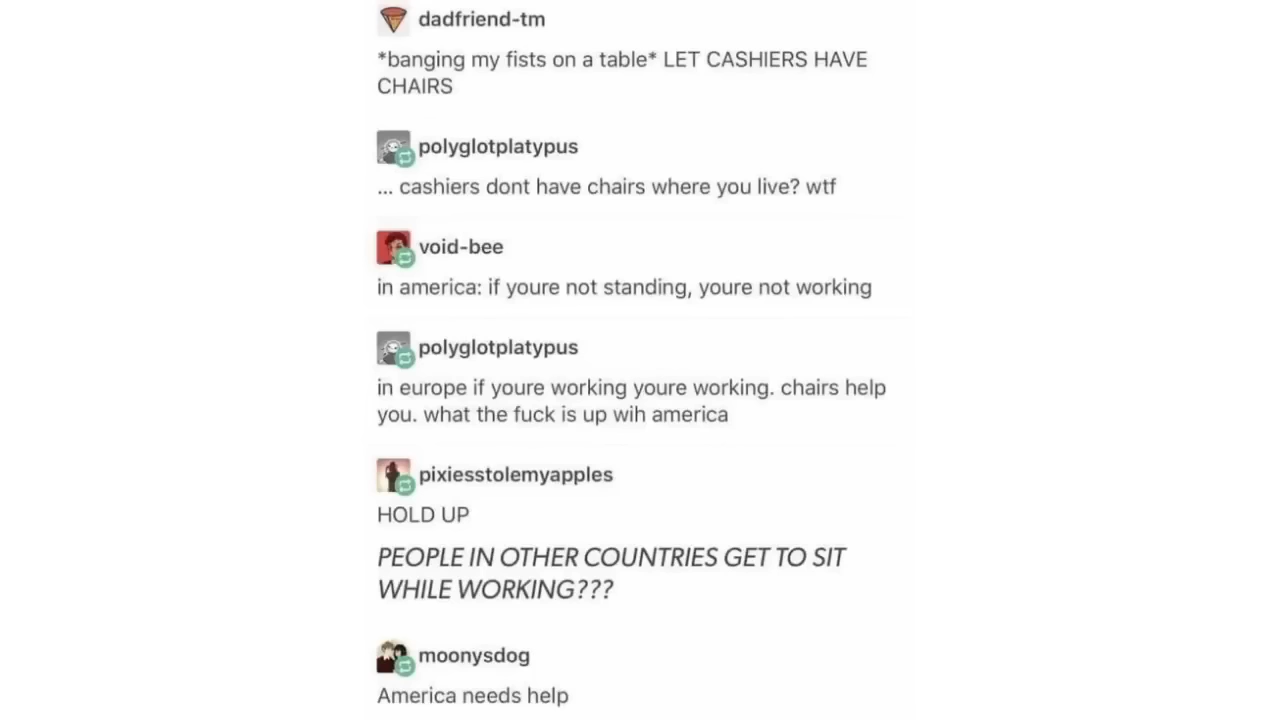 dadfriend-tm
*banging my fists on a table* LET CASHIERS HAVE
CHAIRS
polyglotplatypus
... cashiers dont have chairs where you live? wtf
void-bee
in america: if youre not standing, youre not working
polyglotplatypus
in europe if youre working youre working. chairs help
you. what the fuck is up wih america
pixiesstolemyapples
HOLD UP
PEOPLE IN OTHER COUNTRIES GET TO SIT
WHILE WORKING???
moonysdog
America needs help